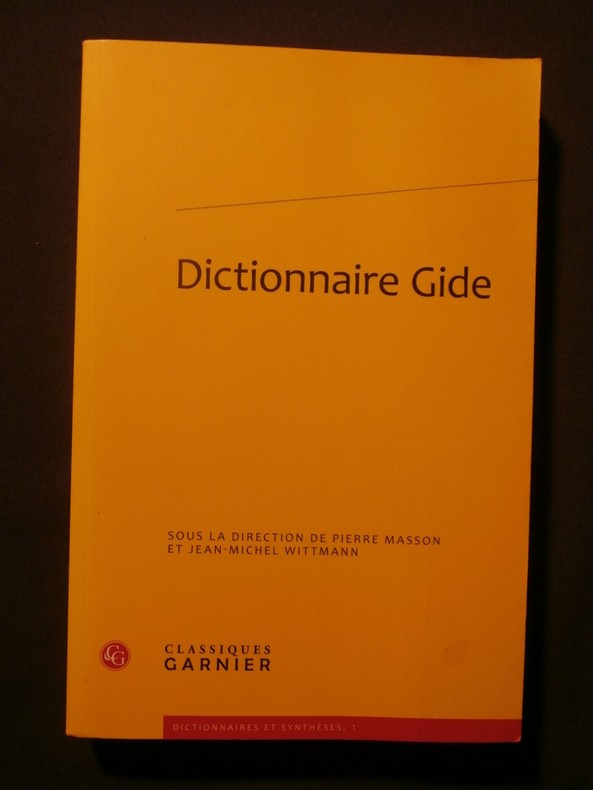 Dictionnaire Gide
SOUS LA DIRECTION DE PIERRE MASSON
ET JEAN-MICHEL WITTMANN
CG
CLASSIQUES
GARNIER
DICTIONNAIRES ET SYNTHÈSES, 1